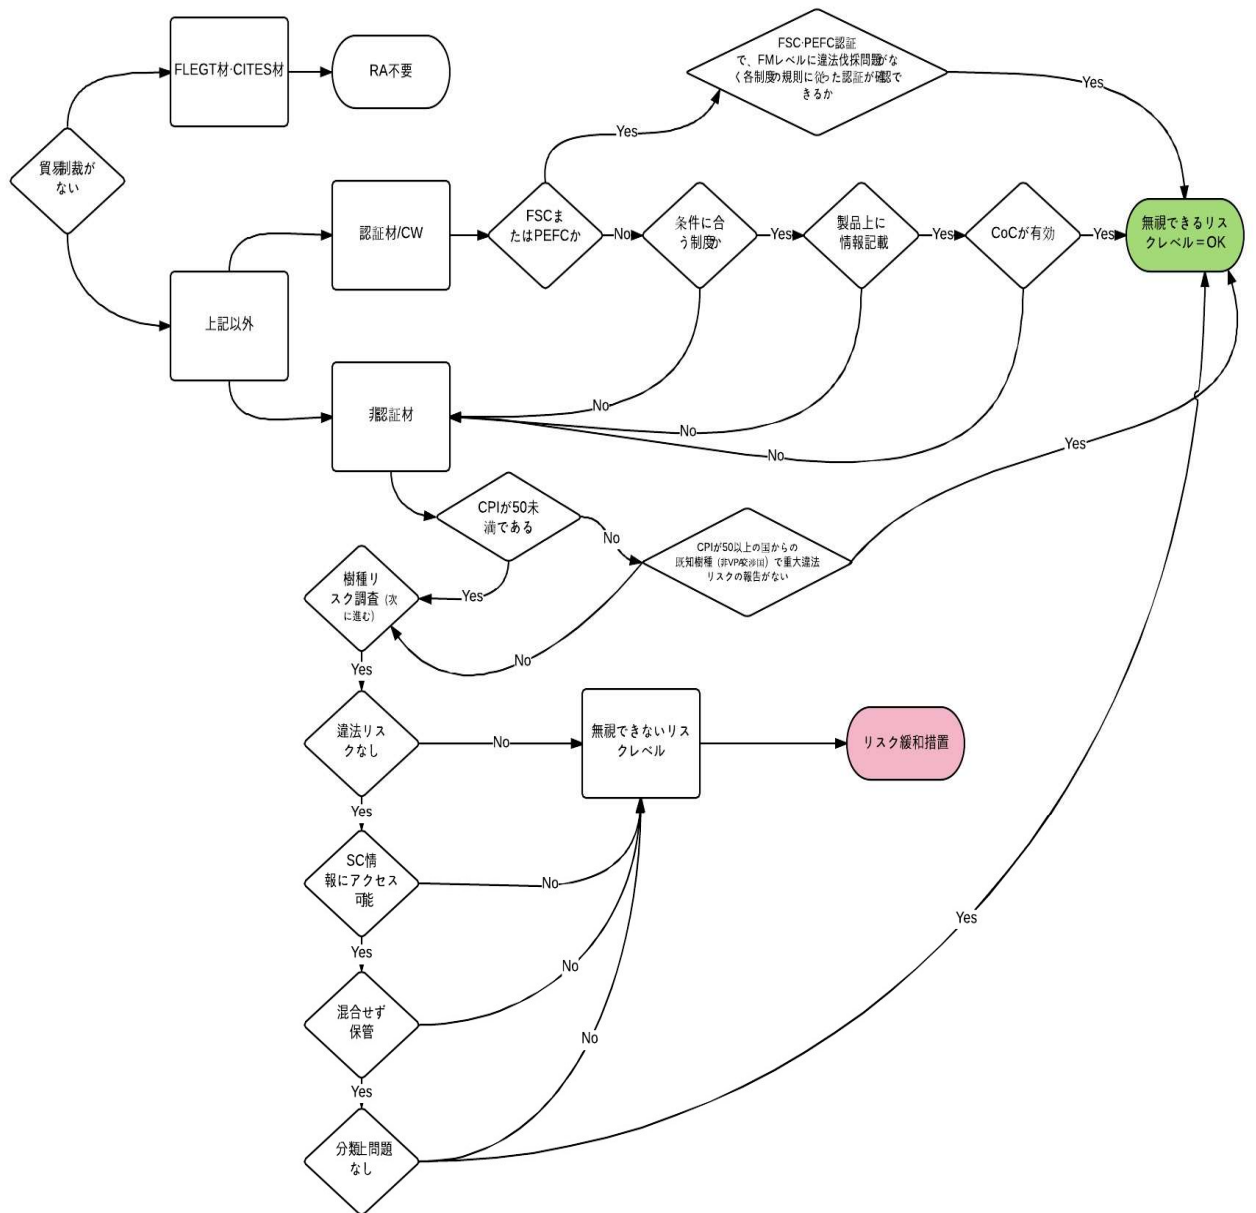 FSC·PEFC認証
で、FMレベルに違法伐採問題がな
く各制度の規則に従った認証が確認で
きるか
FLEGT材·CITES材
RA不要
Yes
Yes
貿易制裁が
ない
認証材/CW
FSCま
たはPEFCか
No
条件に合
う制度か
Yes
製品上に
情報記載
Yes
CoCが有効
Yes
無視できるリス
クレベル＝OK
上記以外
非認証材
No
No
No
Yes
CPIが50未
満である
No
CPIが50以上の国からの
既知樹種（非VPA交渉国）で重大違法
リスクの報告がない
樹種リ
スク調査（次
に進む）
Yes
No
Yes
違法リス
クなし
No
無視できないリス
クレベル
リスク緩和措置
Yes
SC情
報にアクセス
可能
No
Yes
Yes
No
混合せず
保管
No
Yes
分類上問題
なし